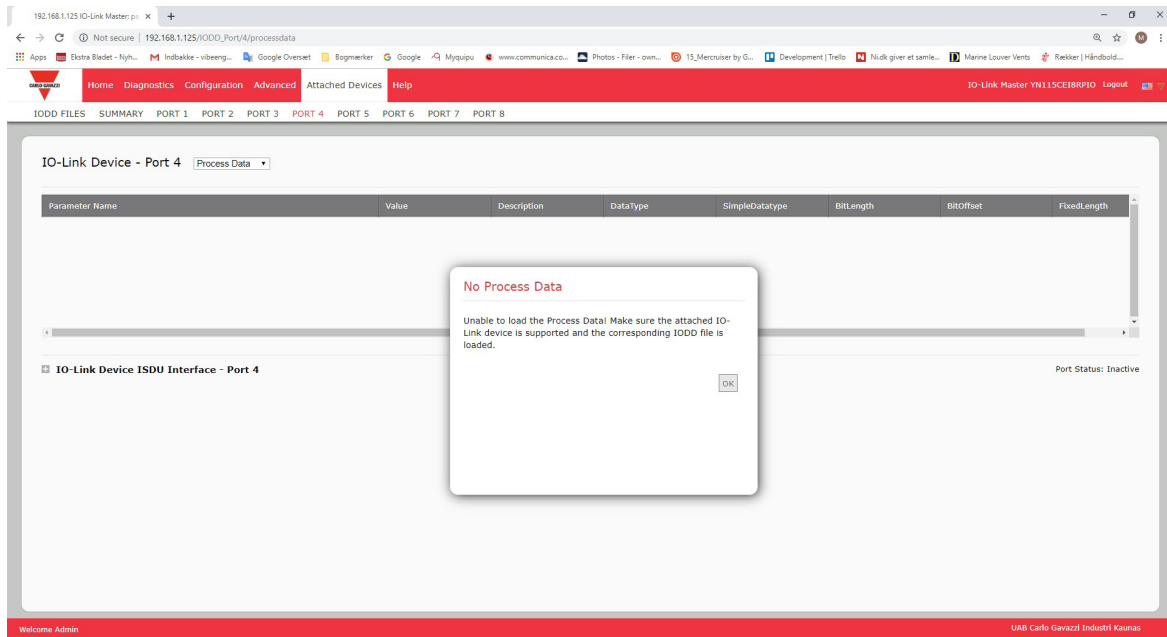 192.168.1.125 IO-Link Master: po
Not secure | 192.168.1.125/IODD_Port/4/processdata
Apps Ekstra Bladet - Nyh... Indbakke - vibeeng... Google Oversæt Bogmærker Google Myquipu www.communica.co... Photos - Filer - own... 15_Mercruiser by G... Development | Trello Ni.dk giver et samle... Marine Louver Vents Rækker | Håndbold...
CARLO GAVAZZI Home Diagnostics Configuration Advanced Attached Devices Help IO-Link Master YN115CEI8RPIO Logout
IODD FILES SUMMARY PORT 1 PORT 2 PORT 3 PORT 4 PORT 5 PORT 6 PORT 7 PORT 8
IO-Link Device - Port 4 Process Data
Parameter Name Value Description DataType SimpleDatatype BitLength BitOffset FixedLength
No Process Data
Unable to load the Process Data! Make sure the attached IO-
Link device is supported and the corresponding IODD file is
loaded.
IO-Link Device ISDU Interface - Port 4 Port Status: Inactive
OK
Welcome Admin UAB Carlo Gavazzi Industri Kaunas